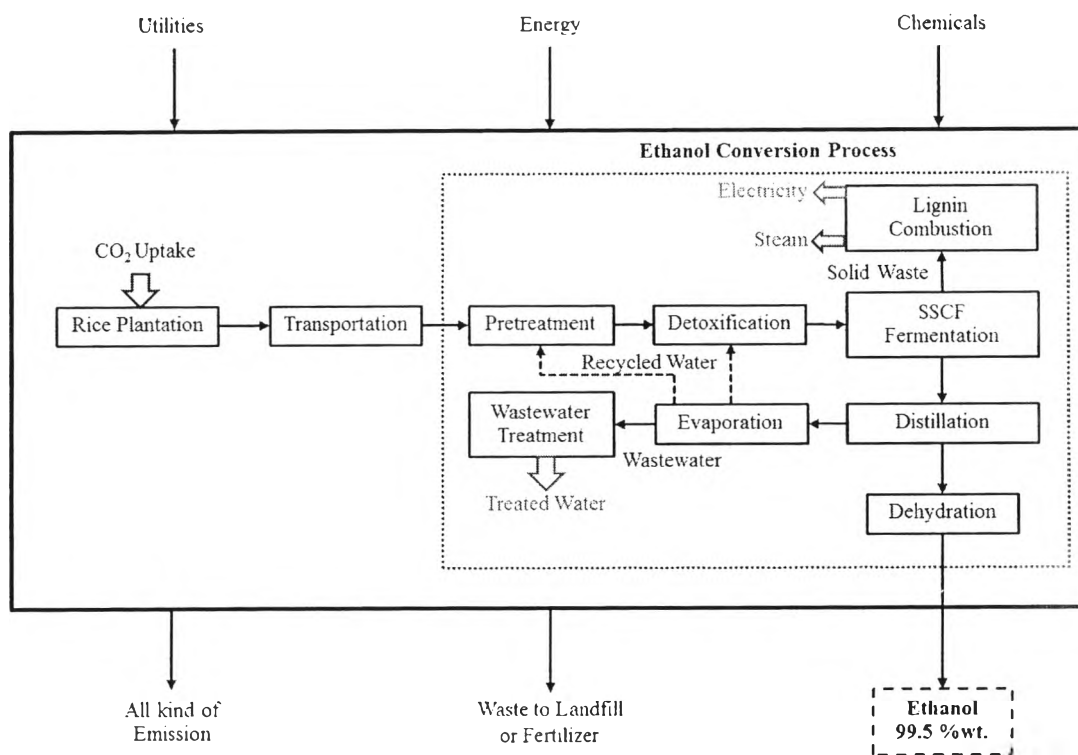 Utilities
Energy
Chemicals
Ethanol Conversion Process
Electricity
Lignin
Combustion
Steam
CO₂ Uptake
Solid Waste
Rice Plantation
Transportation
Pretreatment
Detoxification
SSCF
Fermentation
Recycled Water
Wastewater
Treatment
Evaporation
Distillation
Wastewater
Treated Water
Dehydration
All kind of
Emission
Waste to Landfill
or Fertilizer
Ethanol
99.5 %wt.